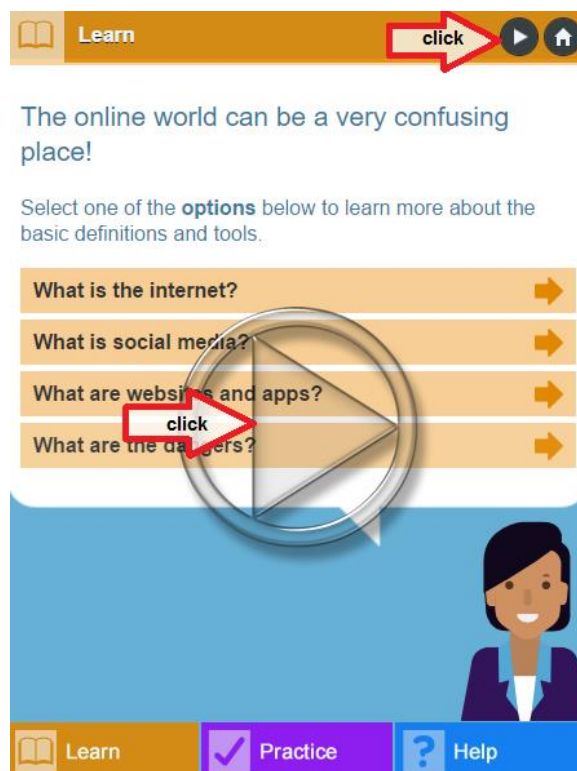 Learn
click
The online world can be a very confusing
place!
Select one of the options below to learn more about the
basic definitions and tools.
What is the internet?
What is social media?
What are websites and apps?
click
What are the dangers?
Learn
Practice
? Help